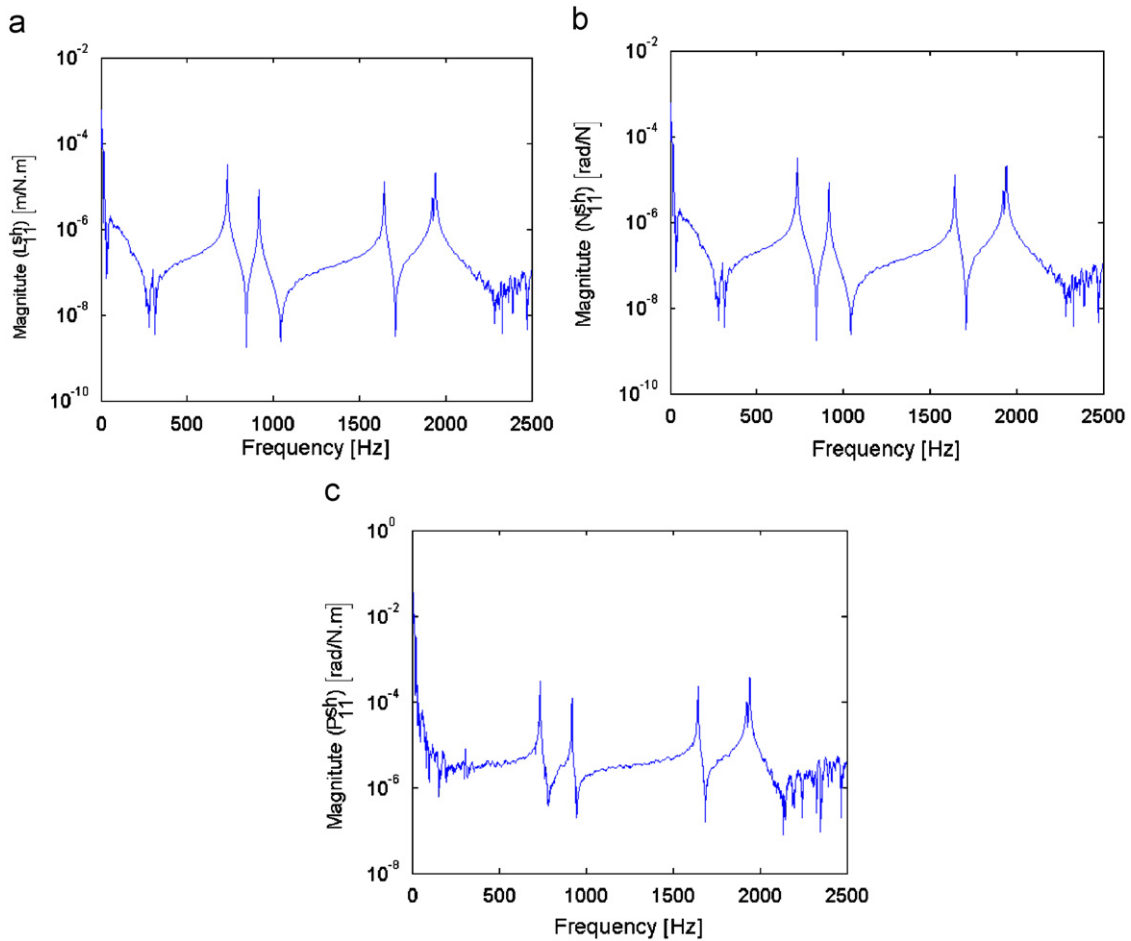 a
10^-2
10^-4
10^-6
10^-8
10^-10
Magnitute (L^sh_11) [m/N.m]
0 500 1000 1500 2000 2500
Frequency [Hz]
b
10^-2
10^-4
10^-6
10^-8
10^-10
Magnitute (N^sh_11) [rad/N]
0 500 1000 1500 2000 2500
Frequency [Hz]
c
10^0
10^-2
10^-4
10^-6
10^-8
Magnitute (P^sh_11) [rad/N.m]
0 500 1000 1500 2000 2500
Frequency [Hz]